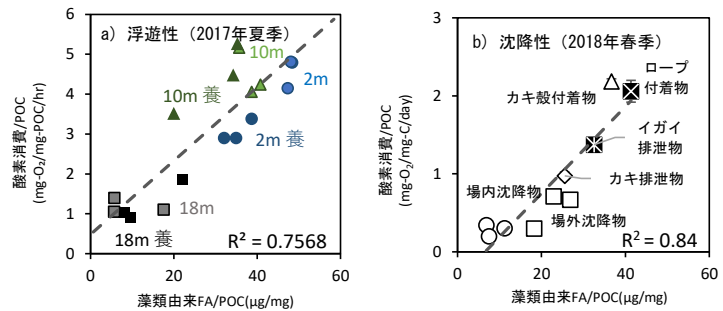 a) 浮遊性（2017年夏季）
酸素消費/POC
(mg-O₂/mg-POC/hr)
6
5
4
3
2
1
0
10m
10m 養
2m
2m 養
18m
18m 養
R² = 0.7568
0 20 40 60
藻類由来FA/POC(μg/mg)
b) 沈降性（2018年春季）
酸素消費/POC
(mg-O₂/mg-C/day)
3.0
2.0
1.0
0.0
ロープ
付着物
カキ殻付着物
イガイ
排泄物
カキ排泄物
場内沈降物
場外沈降物
R² = 0.84
0 20 40 60
藻類由来FA/POC(μg/mg)